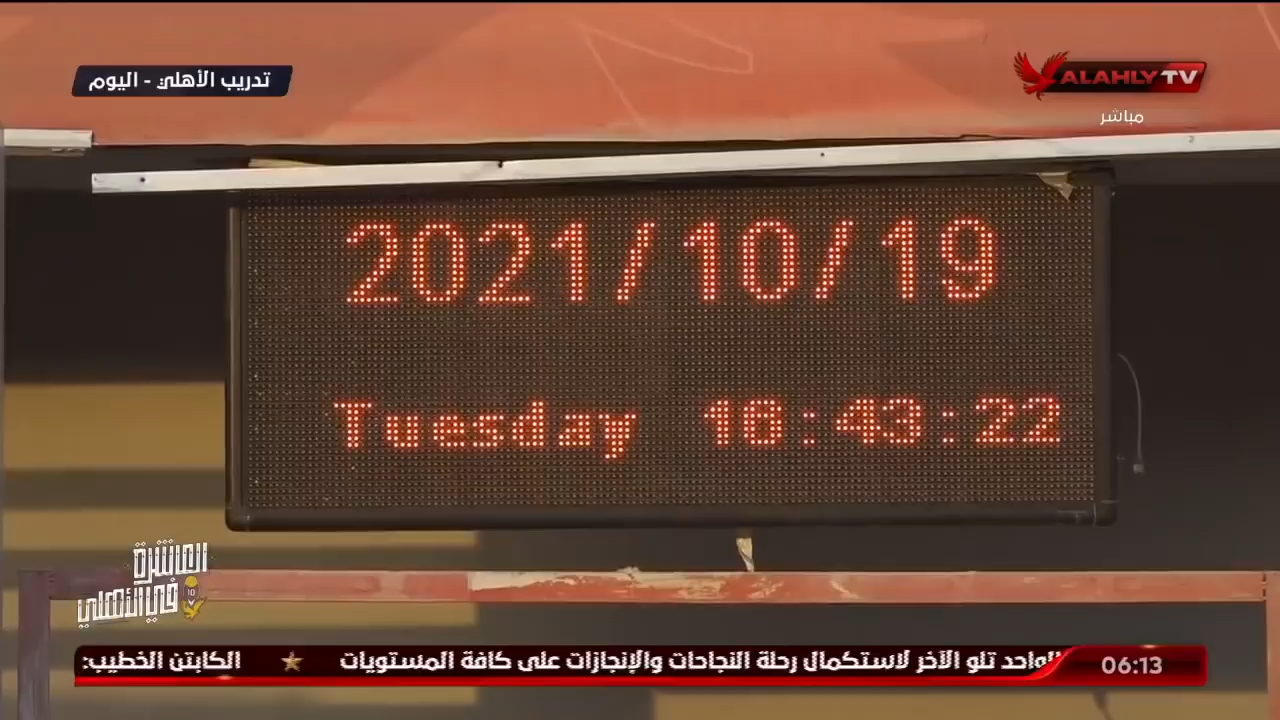 تدريب الأهلي - اليوم
ALAHLY TV
مباشر
2021/10/19
Tuesday 18:43:22
العاشرة
في الأهلي
10
الواحد تلو الآخر لاستكمال رحلة النجاحات والإنجازات على كافة المستويات ★ الكابتن الخطيب:
06:13